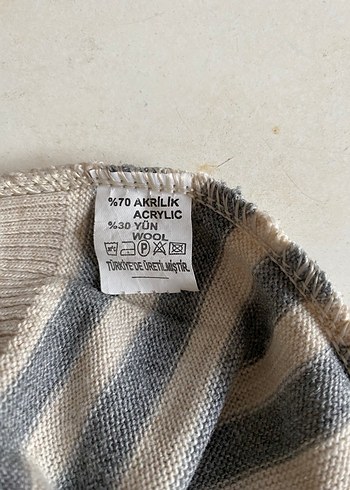 %70 AKRİLİK
ACRYLIC
%30 YÜN
WOOL
P
TÜRKİYE'DE ÜRETİLMİŞTİR.